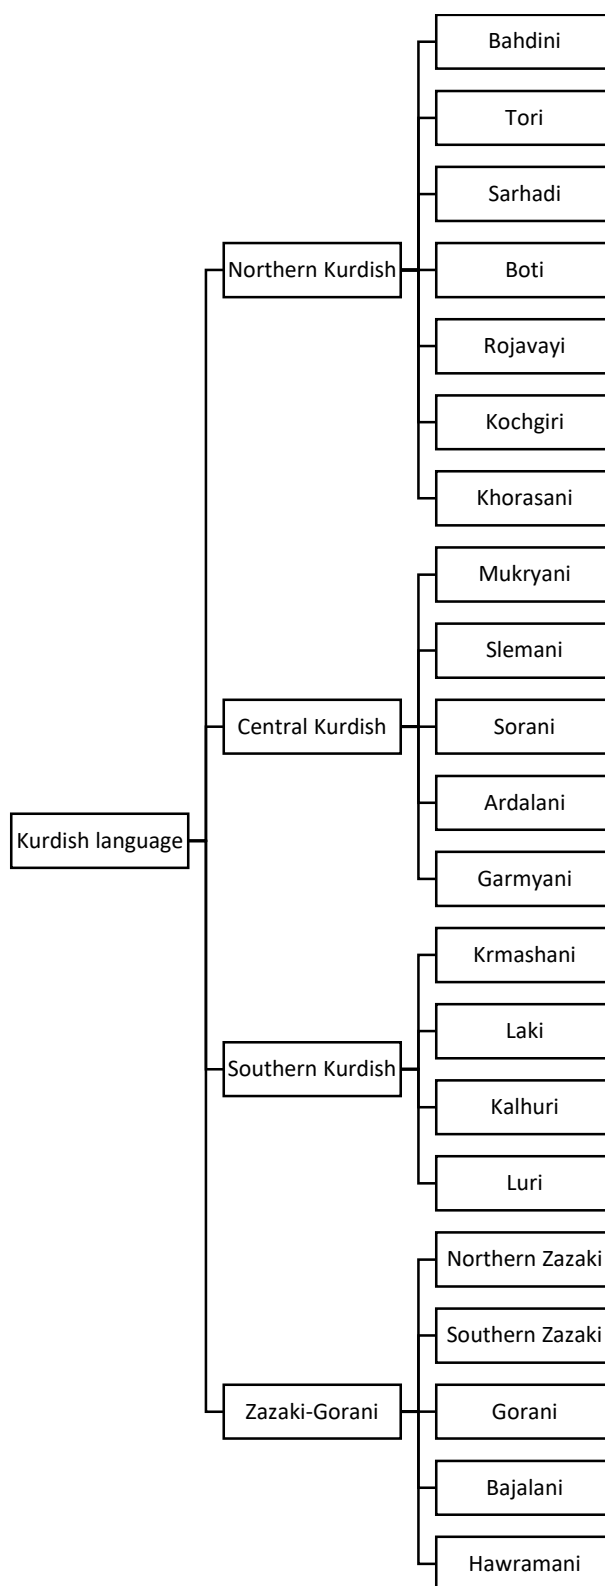 Kurdish language
Northern Kurdish
Bahdini
Tori
Sarhadi
Boti
Rojavayi
Kochgiri
Khorasani
Central Kurdish
Mukryani
Slemani
Sorani
Ardalani
Garmyani
Southern Kurdish
Krmashani
Laki
Kalhuri
Luri
Zazaki-Gorani
Northern Zazaki
Southern Zazaki
Gorani
Bajalani
Hawramani